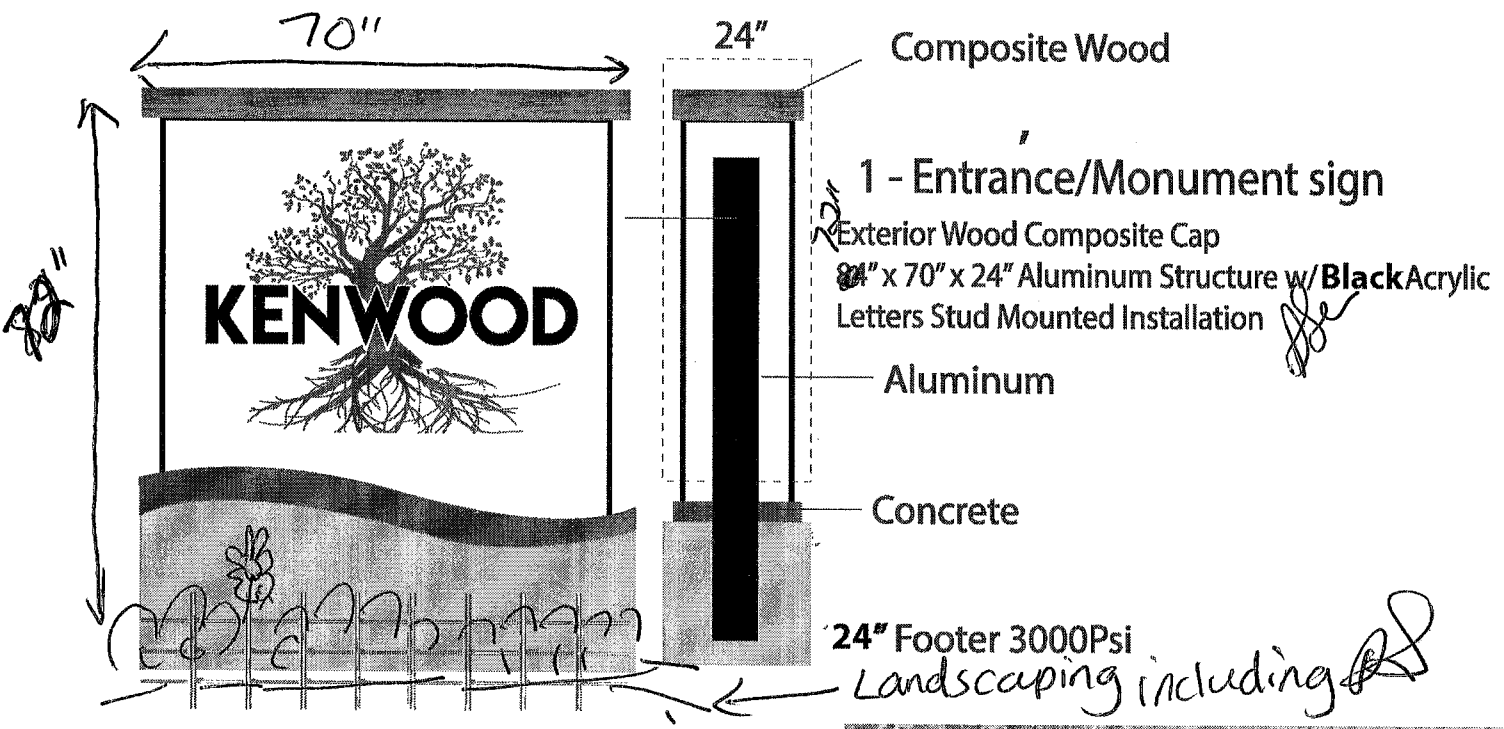 70"
24"
Composite Wood
1 - Entrance/Monument sign
72"
Exterior Wood Composite Cap
" x 70" x 24" Aluminum Structure w/ Black Acrylic
Letters Stud Mounted Installation
KENWOOD
Aluminum
Concrete
24" Footer 3000Psi
Landscaping including